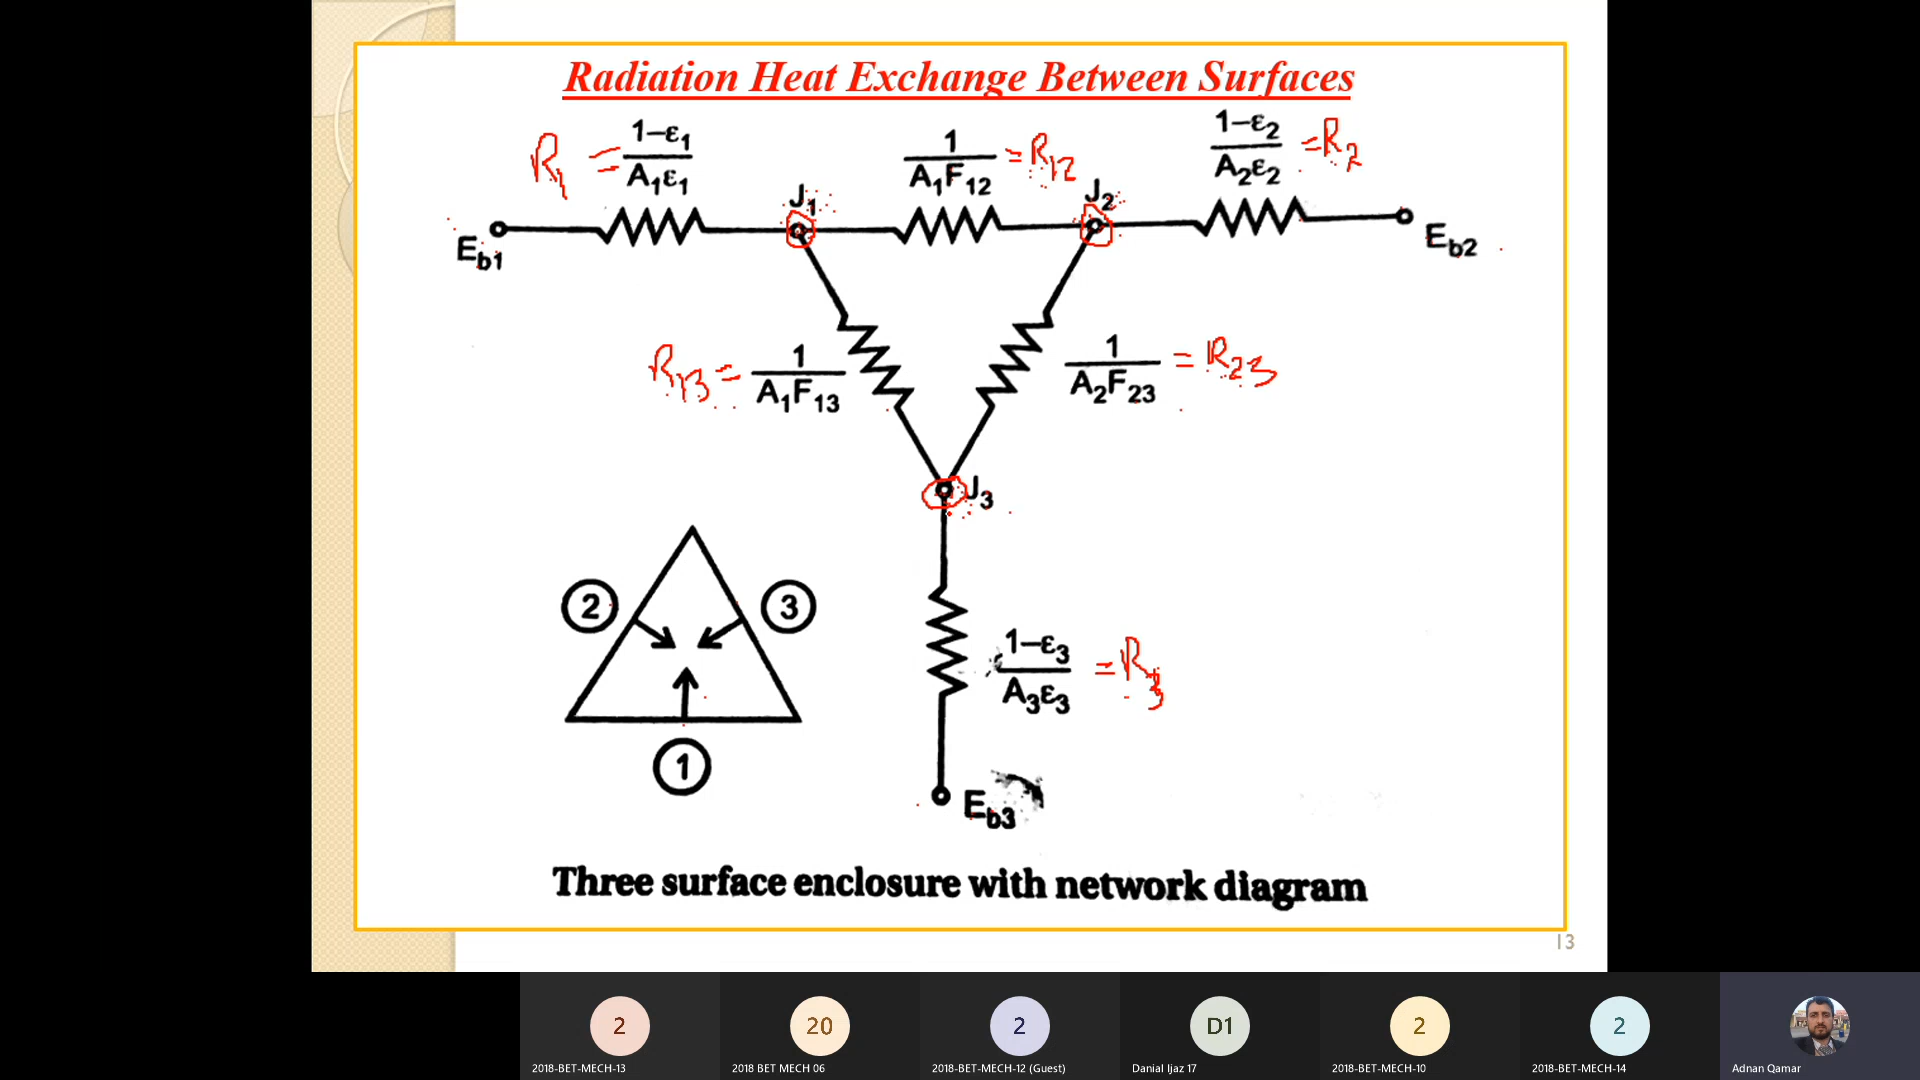 Radiation Heat Exchange Between Surfaces
R₁ = 1−ε₁ / A₁ε₁
1 / A₁F₁₂ = R₁₂
1−ε₂ / A₂ε₂ = R₂
J₁
J₂
E_b1
E_b2
R₁₃ = 1 / A₁F₁₃
1 / A₂F₂₃ = R₂₃
J₃
2
3
1−ε₃ / A₃ε₃ = R₃
1
E_b3
Three surface enclosure with network diagram
13
2
20
2
D1
2
2
2018-BET-MECH-13
2018 BET MECH 06
2018-BET-MECH-12 (Guest)
Danial Ijaz 17
2018-BET-MECH-10
2018-BET-MECH-14
Adnan Qamar